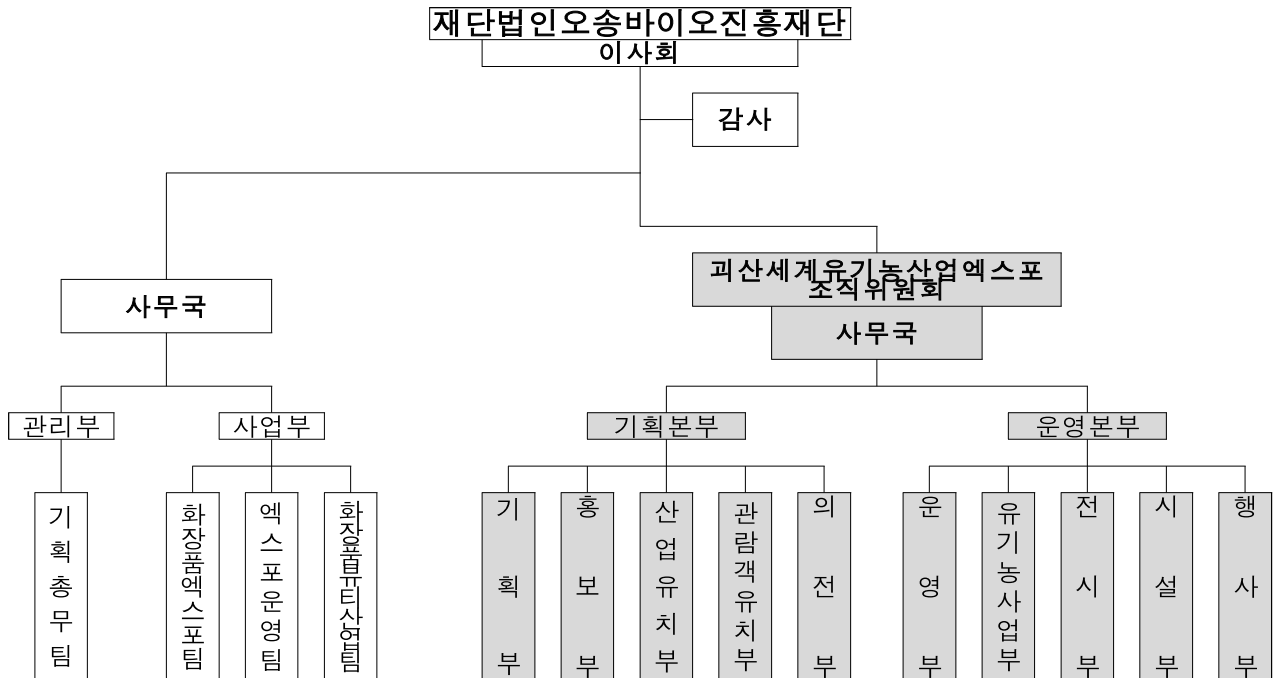 재단법인오송바이오진흥재단
이사회
감사
괴산세계유기농산업엑스포
조직위원회
사무국
사무국
관리부
사업부
기획본부
운영본부
기획총무팀
화장품엑스포팀
엑스포운영팀
화장품뷰티사업팀
기획부
홍보부
산업유치부
관람객유치부
의전부
운영부
유기농사업부
전시부
시설부
행사부